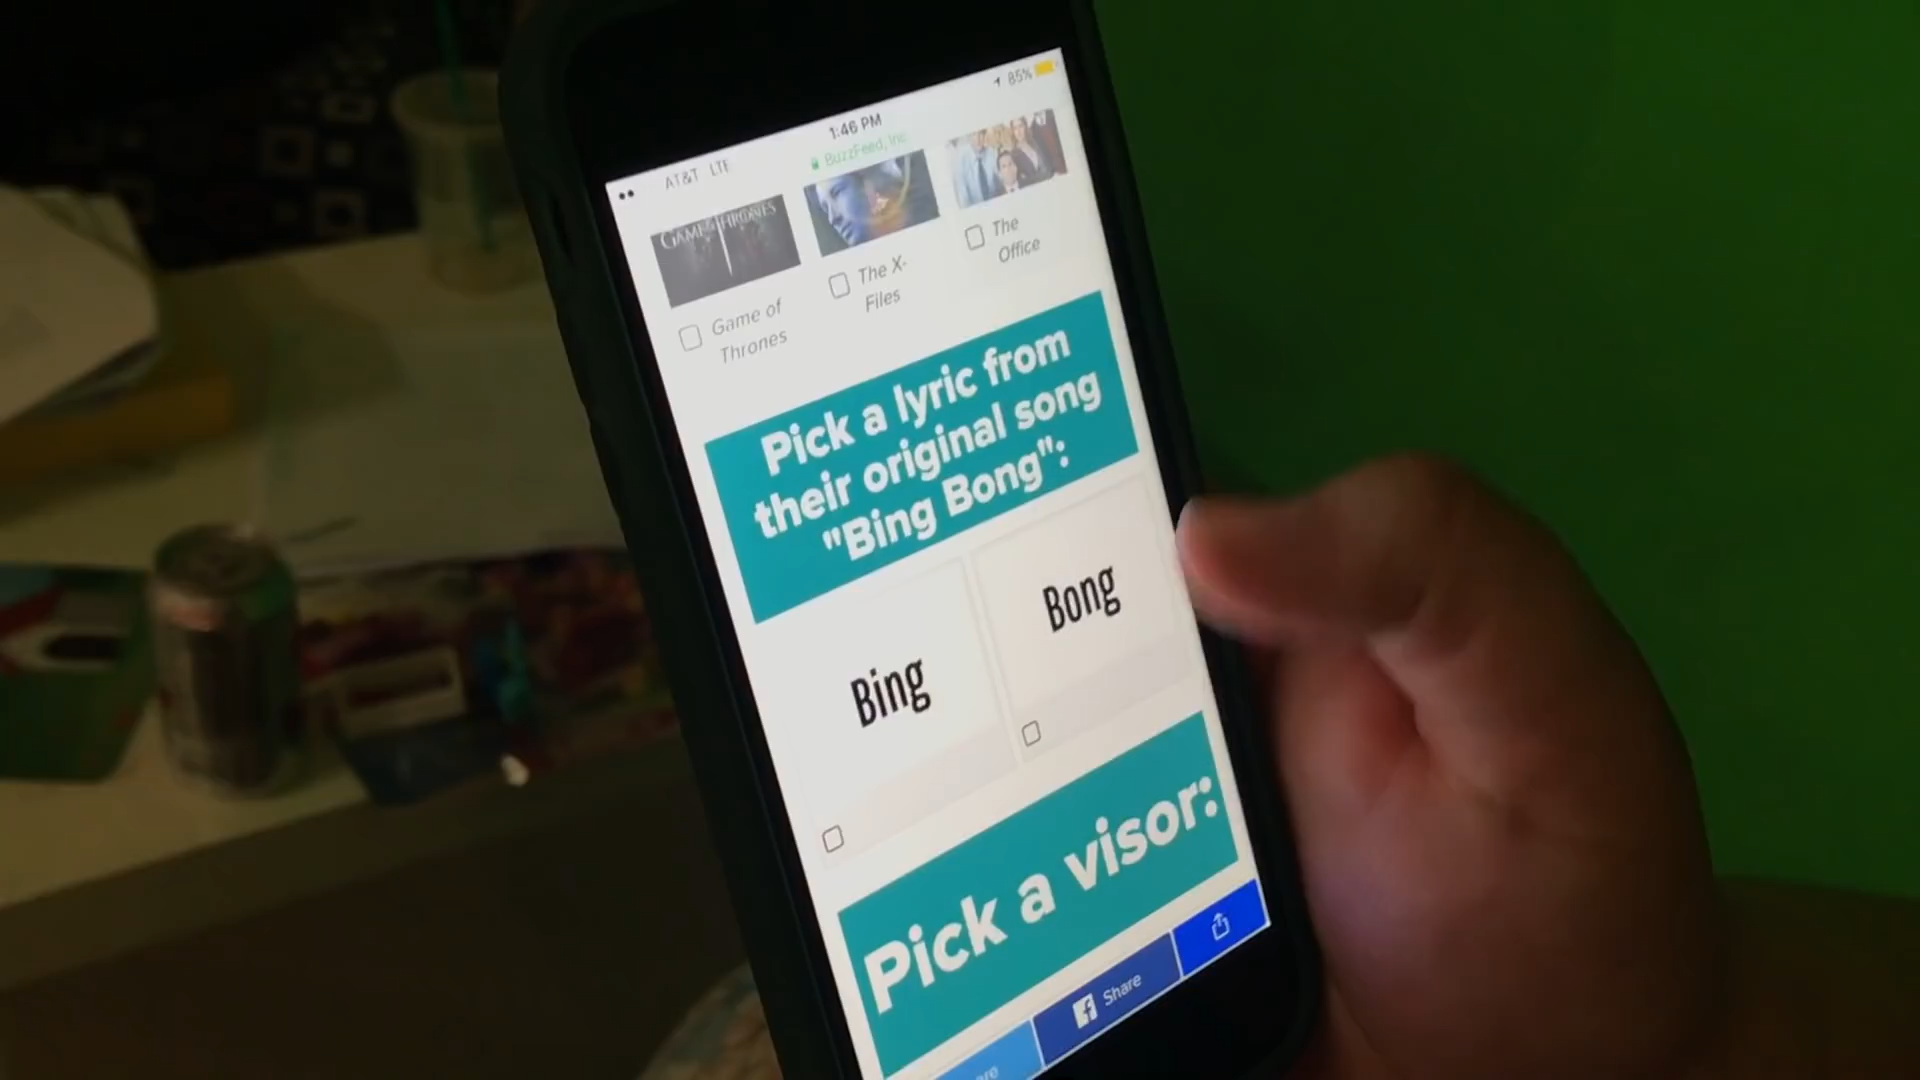 AT&T LTE
1:46 PM
85%
BuzzFeed, Inc.
GAME OF THRONES
Game of
Thrones
The X-
Files
The
Office
Pick a lyric from
their original song
"Bing Bong":
Bing
Bong
Pick a visor:
Share